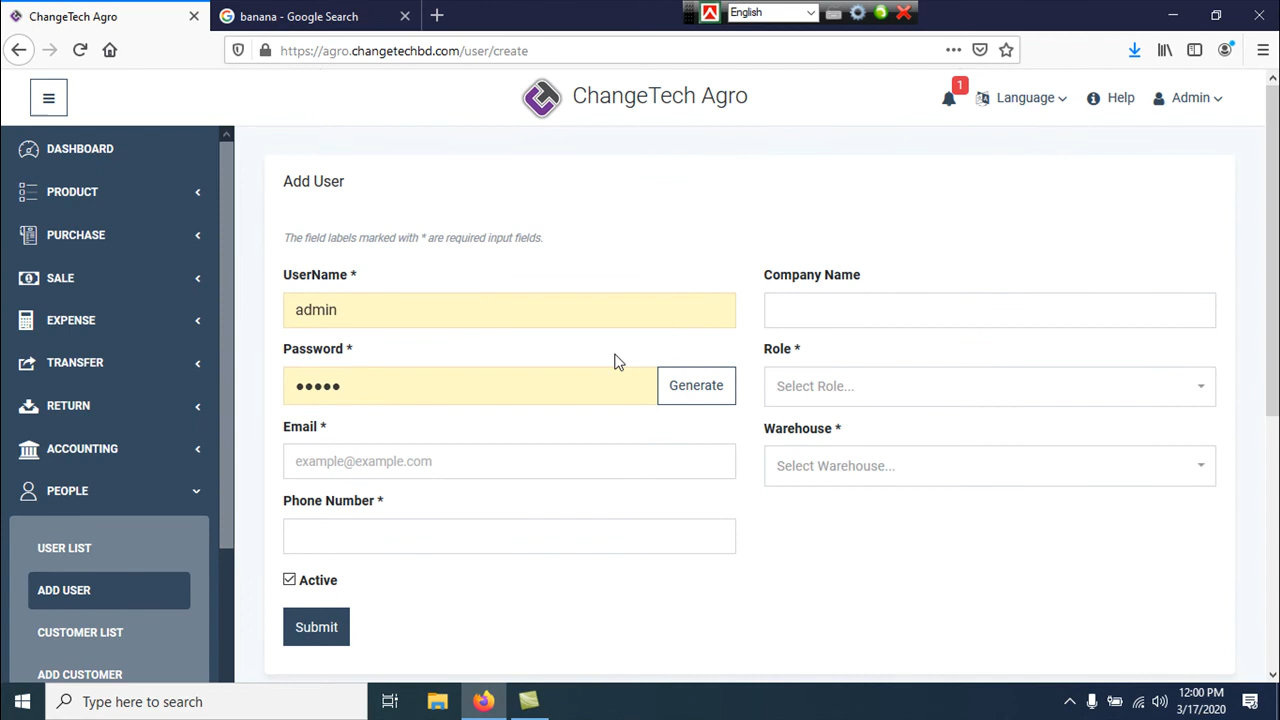 ChangeTech Agro
banana - Google Search
English
https://agro.changetechbd.com/user/create
ChangeTech Agro
1
Language
Help
Admin
DASHBOARD
PRODUCT
PURCHASE
SALE
EXPENSE
TRANSFER
RETURN
ACCOUNTING
PEOPLE
USER LIST
ADD USER
CUSTOMER LIST
ADD CUSTOMER
Add User
The field labels marked with * are required input fields.
UserName *
admin
Password *
●●●●●
Generate
Email *
example@example.com
Phone Number *
Active
Submit
Company Name
Role *
Select Role...
Warehouse *
Select Warehouse...
Type here to search
12:00 PM
3/17/2020